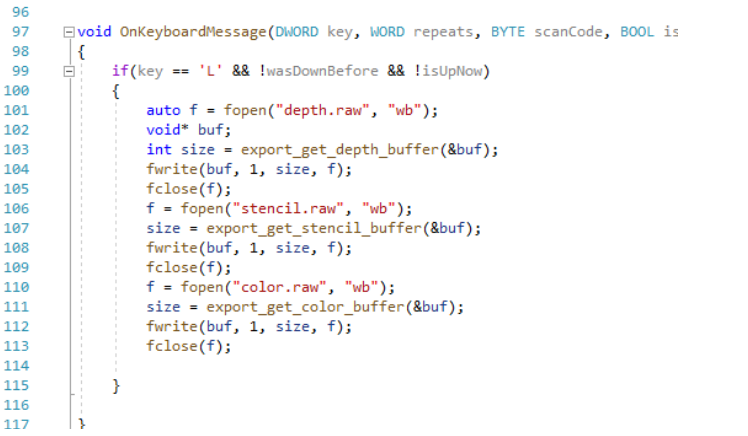 96
97 void OnKeyboardMessage(DWORD key, WORD repeats, BYTE scanCode, BOOL is
98 {
99 if(key == 'L' && !wasDownBefore && !isUpNow)
100 {
101 auto f = fopen("depth.raw", "wb");
102 void* buf;
103 int size = export_get_depth_buffer(&buf);
104 fwrite(buf, 1, size, f);
105 fclose(f);
106 f = fopen("stencil.raw", "wb");
107 size = export_get_stencil_buffer(&buf);
108 fwrite(buf, 1, size, f);
109 fclose(f);
110 f = fopen("color.raw", "wb");
111 size = export_get_color_buffer(&buf);
112 fwrite(buf, 1, size, f);
113 fclose(f);
114
115 }
116
117 }